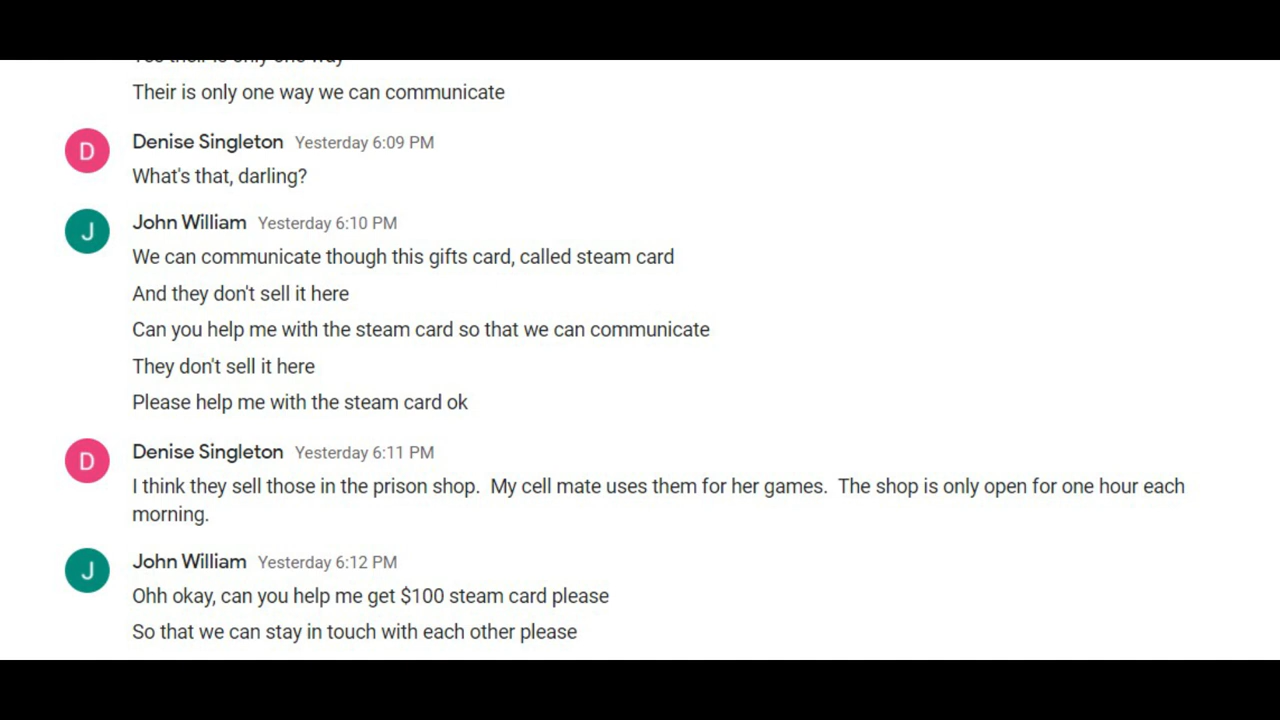 Their is only one way we can communicate
D
Denise Singleton Yesterday 6:09 PM
What's that, darling?
J
John William Yesterday 6:10 PM
We can communicate though this gifts card, called steam card
And they don't sell it here
Can you help me with the steam card so that we can communicate
They don't sell it here
Please help me with the steam card ok
D
Denise Singleton Yesterday 6:11 PM
I think they sell those in the prison shop.  My cell mate uses them for her games.  The shop is only open for one hour each
morning.
J
John William Yesterday 6:12 PM
Ohh okay, can you help me get $100 steam card please
So that we can stay in touch with each other please